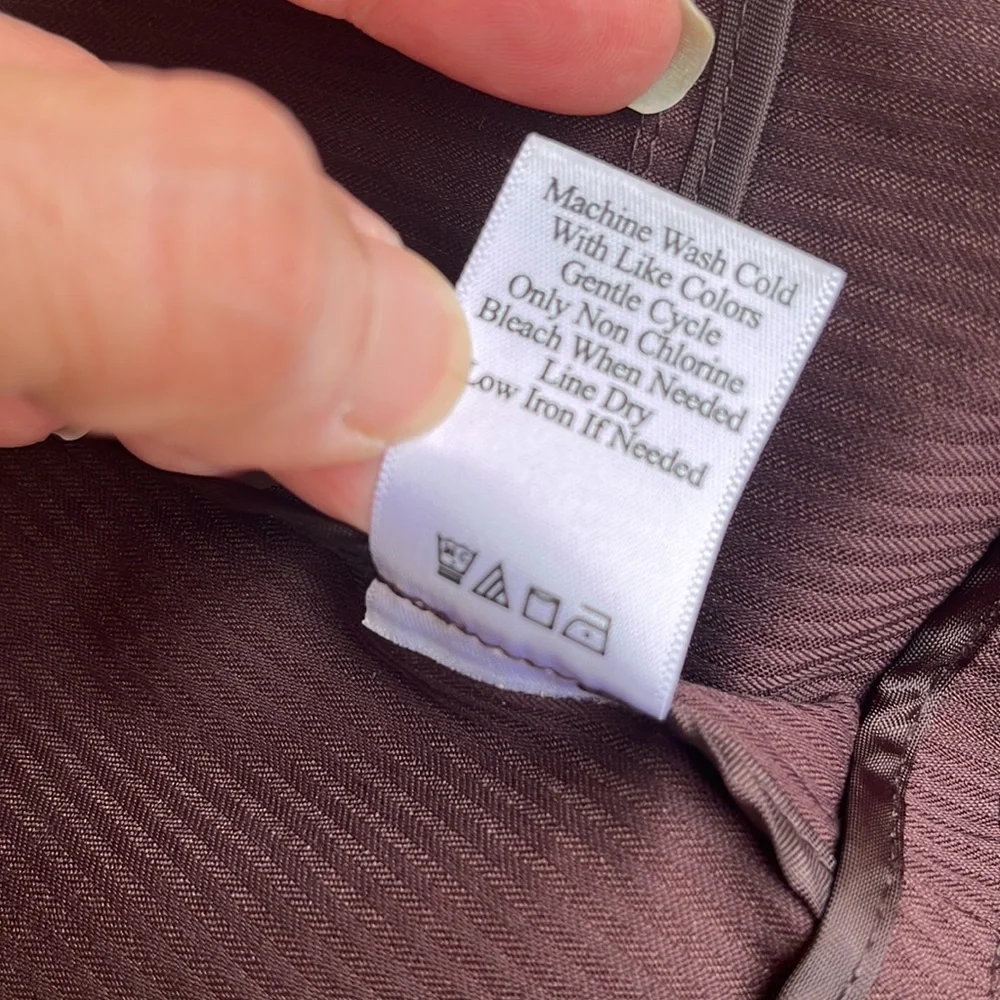 Machine Wash Cold
With Like Colors
Gentle Cycle
Only Non Chlorine
Bleach When Needed
Line Dry
Low Iron If Needed